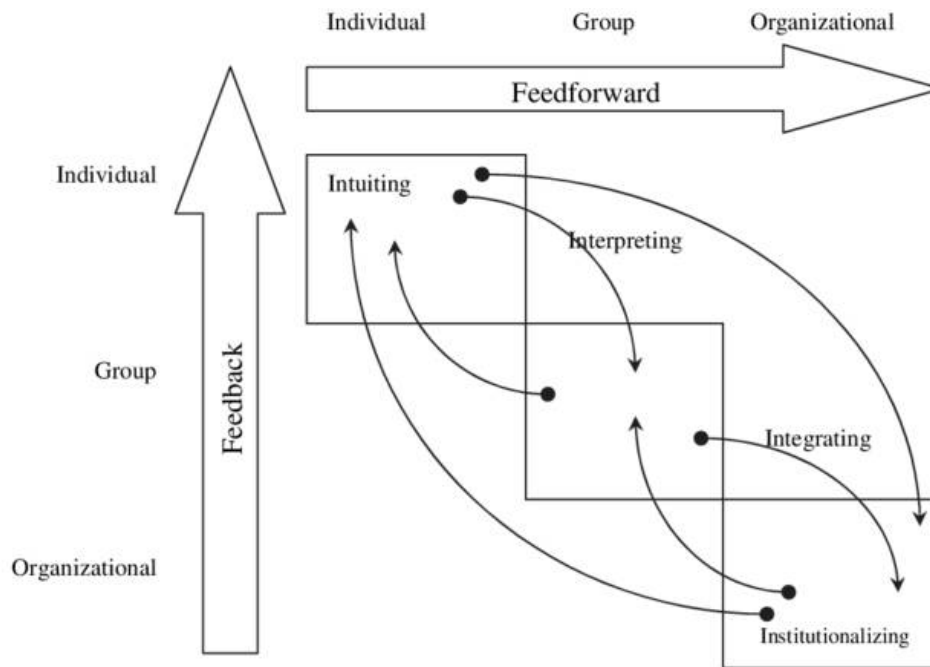 Individual Group Organizational
Feedforward
Individual
Intuiting
Interpreting
Group
Feedback
Integrating
Organizational
Institutionalizing